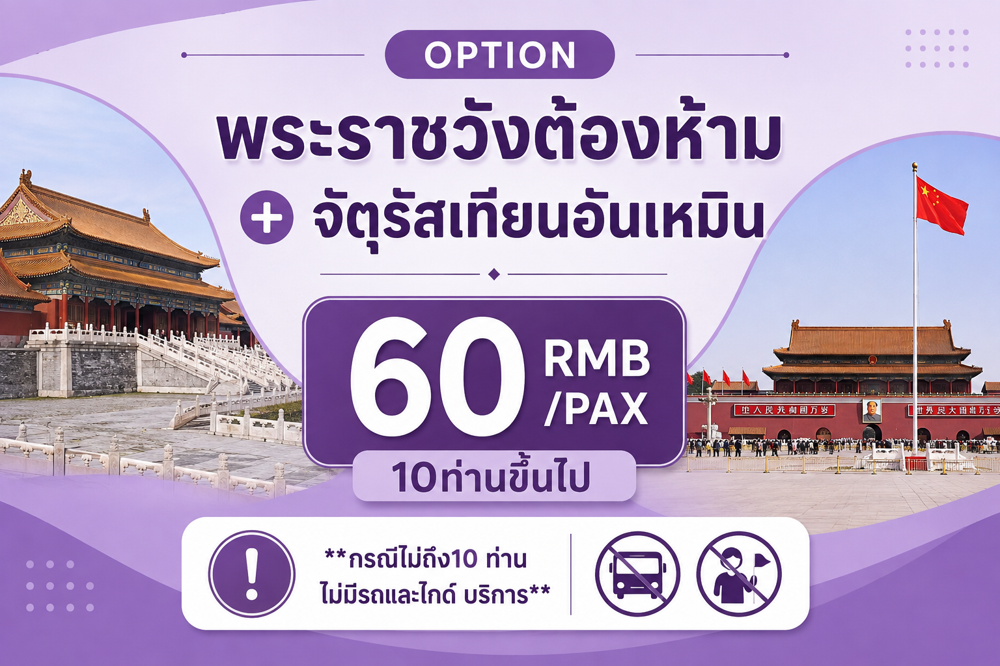 OPTION
พระราชวังต้องห้าม
+ จัตุรัสเทียนอันเหมิน
60 RMB
/PAX
10ท่านขึ้นไป
**กรณีไม่ถึง10 ท่าน
ไม่มีรถและไกด์ บริการ**